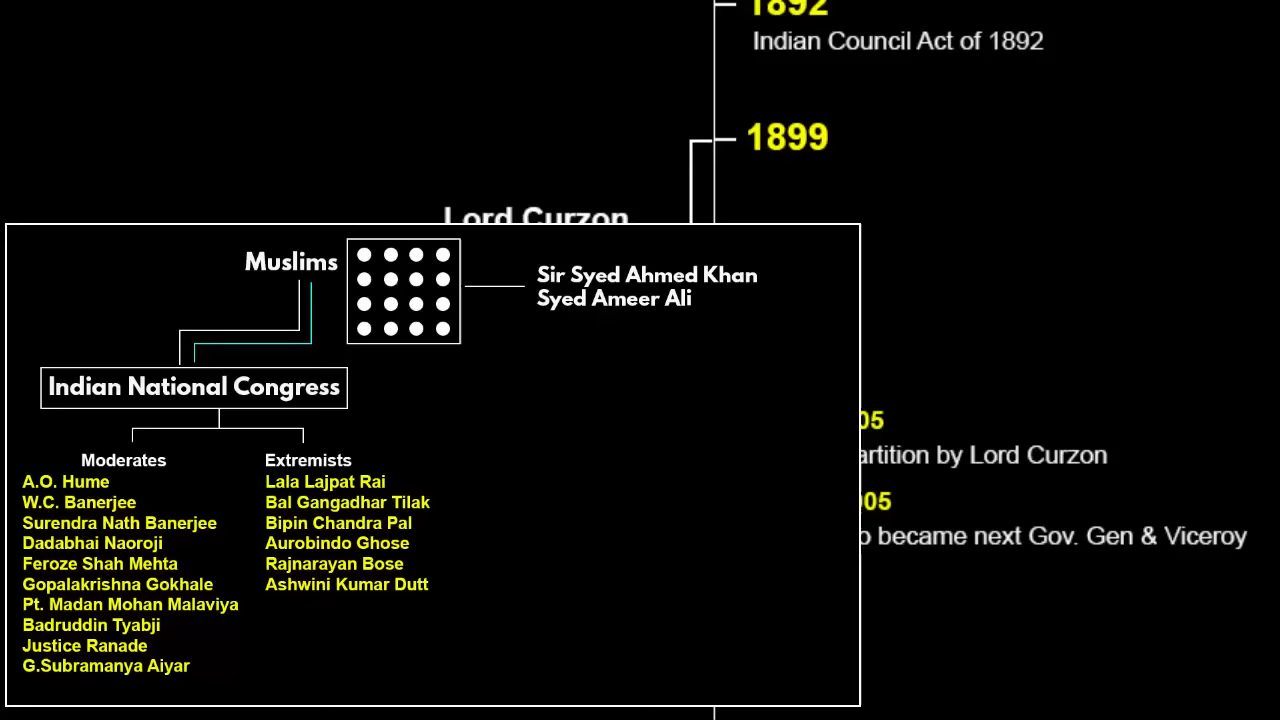 1892
Indian Council Act of 1892
1899
Lord Curzon
Muslims
Sir Syed Ahmed Khan
Syed Ameer Ali
Indian National Congress
Moderates
A.O. Hume
W.C. Banerjee
Surendra Nath Banerjee
Dadabhai Naoroji
Feroze Shah Mehta
Gopalakrishna Gokhale
Pt. Madan Mohan Malaviya
Badruddin Tyabji
Justice Ranade
G.Subramanya Aiyar
Extremists
Lala Lajpat Rai
Bal Gangadhar Tilak
Bipin Chandra Pal
Aurobindo Ghose
Rajnarayan Bose
Ashwini Kumar Dutt
05
artition by Lord Curzon
05
o became next Gov. Gen & Viceroy